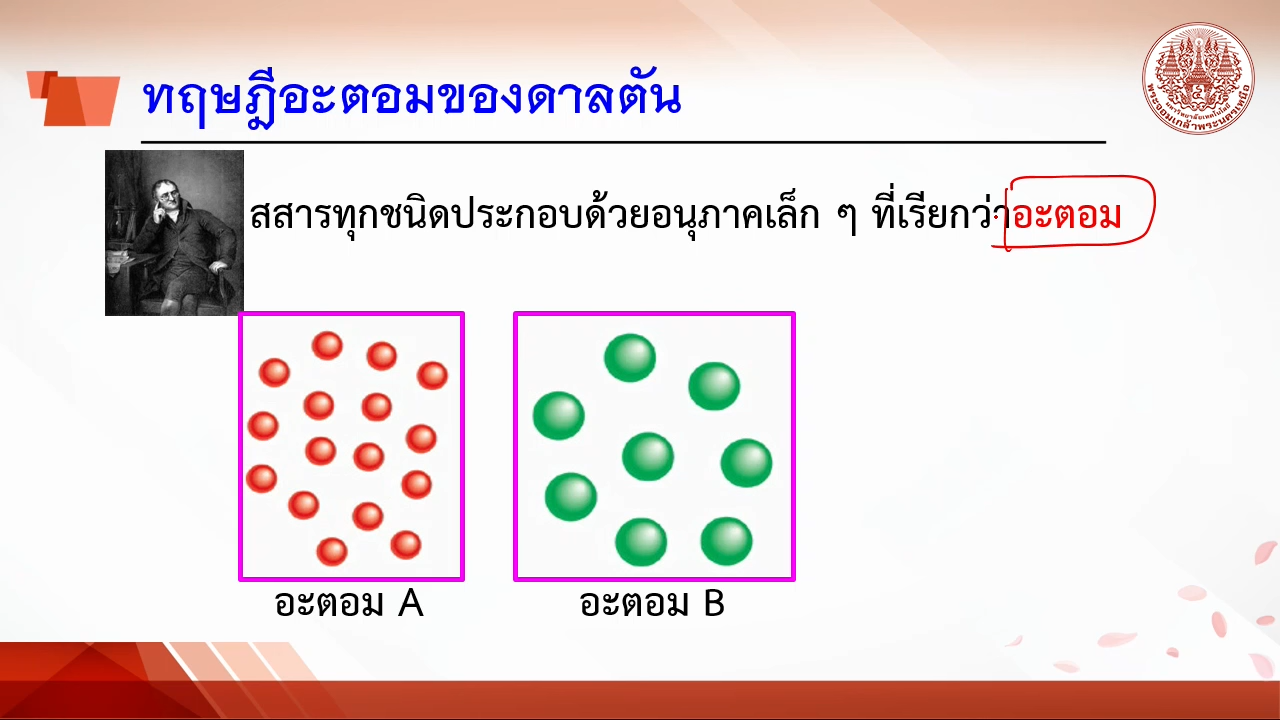 ทฤษฎีอะตอมของดาลตัน
สสารทุกชนิดประกอบด้วยอนุภาคเล็ก ๆ ที่เรียกว่าอะตอม
อะตอม A
อะตอม B